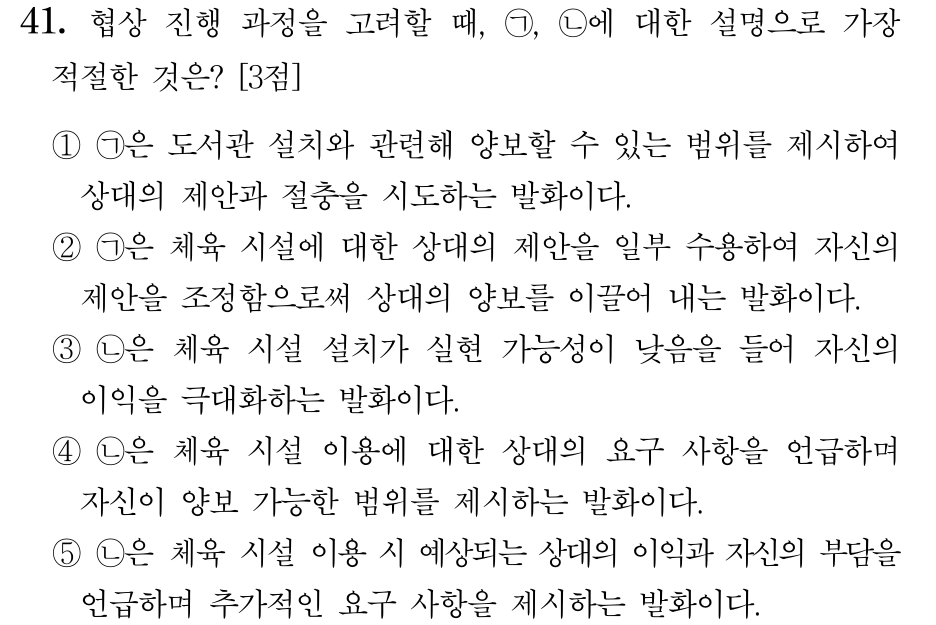 41. 협상 진행 과정을 고려할 때, ㉠, ㉡에 대한 설명으로 가장
적절한 것은? [3점]
① ㉠은 도서관 설치와 관련해 양보할 수 있는 범위를 제시하여
상대의 제안과 절충을 시도하는 발화이다.
② ㉠은 체육 시설에 대한 상대의 제안을 일부 수용하여 자신의
제안을 조정함으로써 상대의 양보를 이끌어 내는 발화이다.
③ ㉡은 체육 시설 설치가 실현 가능성이 낮음을 들어 자신의
이익을 극대화하는 발화이다.
④ ㉡은 체육 시설 이용에 대한 상대의 요구 사항을 언급하며
자신이 양보 가능한 범위를 제시하는 발화이다.
⑤ ㉡은 체육 시설 이용 시 예상되는 상대의 이익과 자신의 부담을
언급하며 추가적인 요구 사항을 제시하는 발화이다.